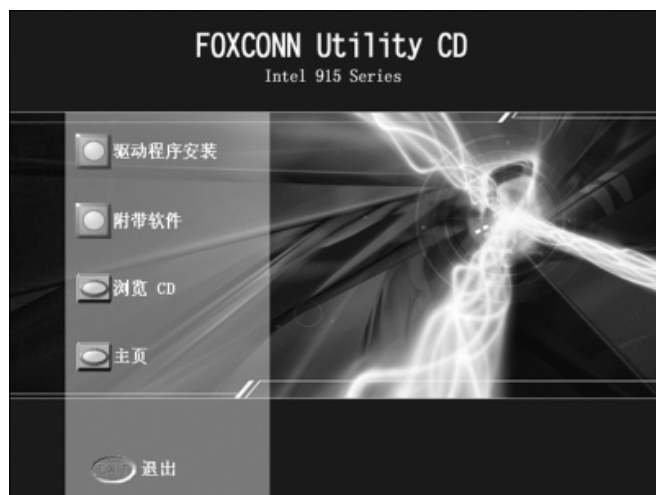 FOXCONN Utility CD
Intel 915 Series
驱动程序安装
附带软件
浏览 CD
主页
EXIT 退出